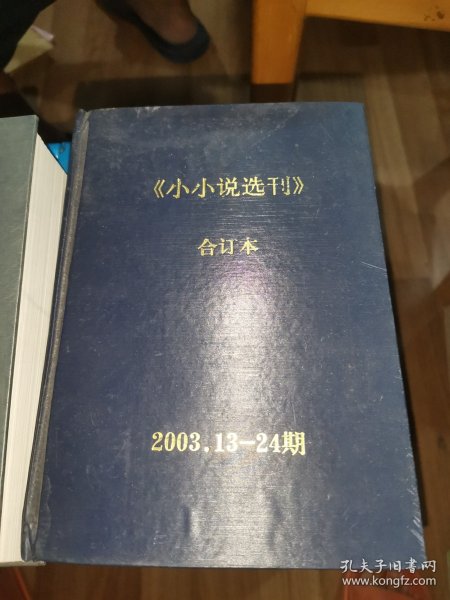 《小小说选刊》
合订本
2003.13-24期
孔夫子旧书网
www.kongfz.com